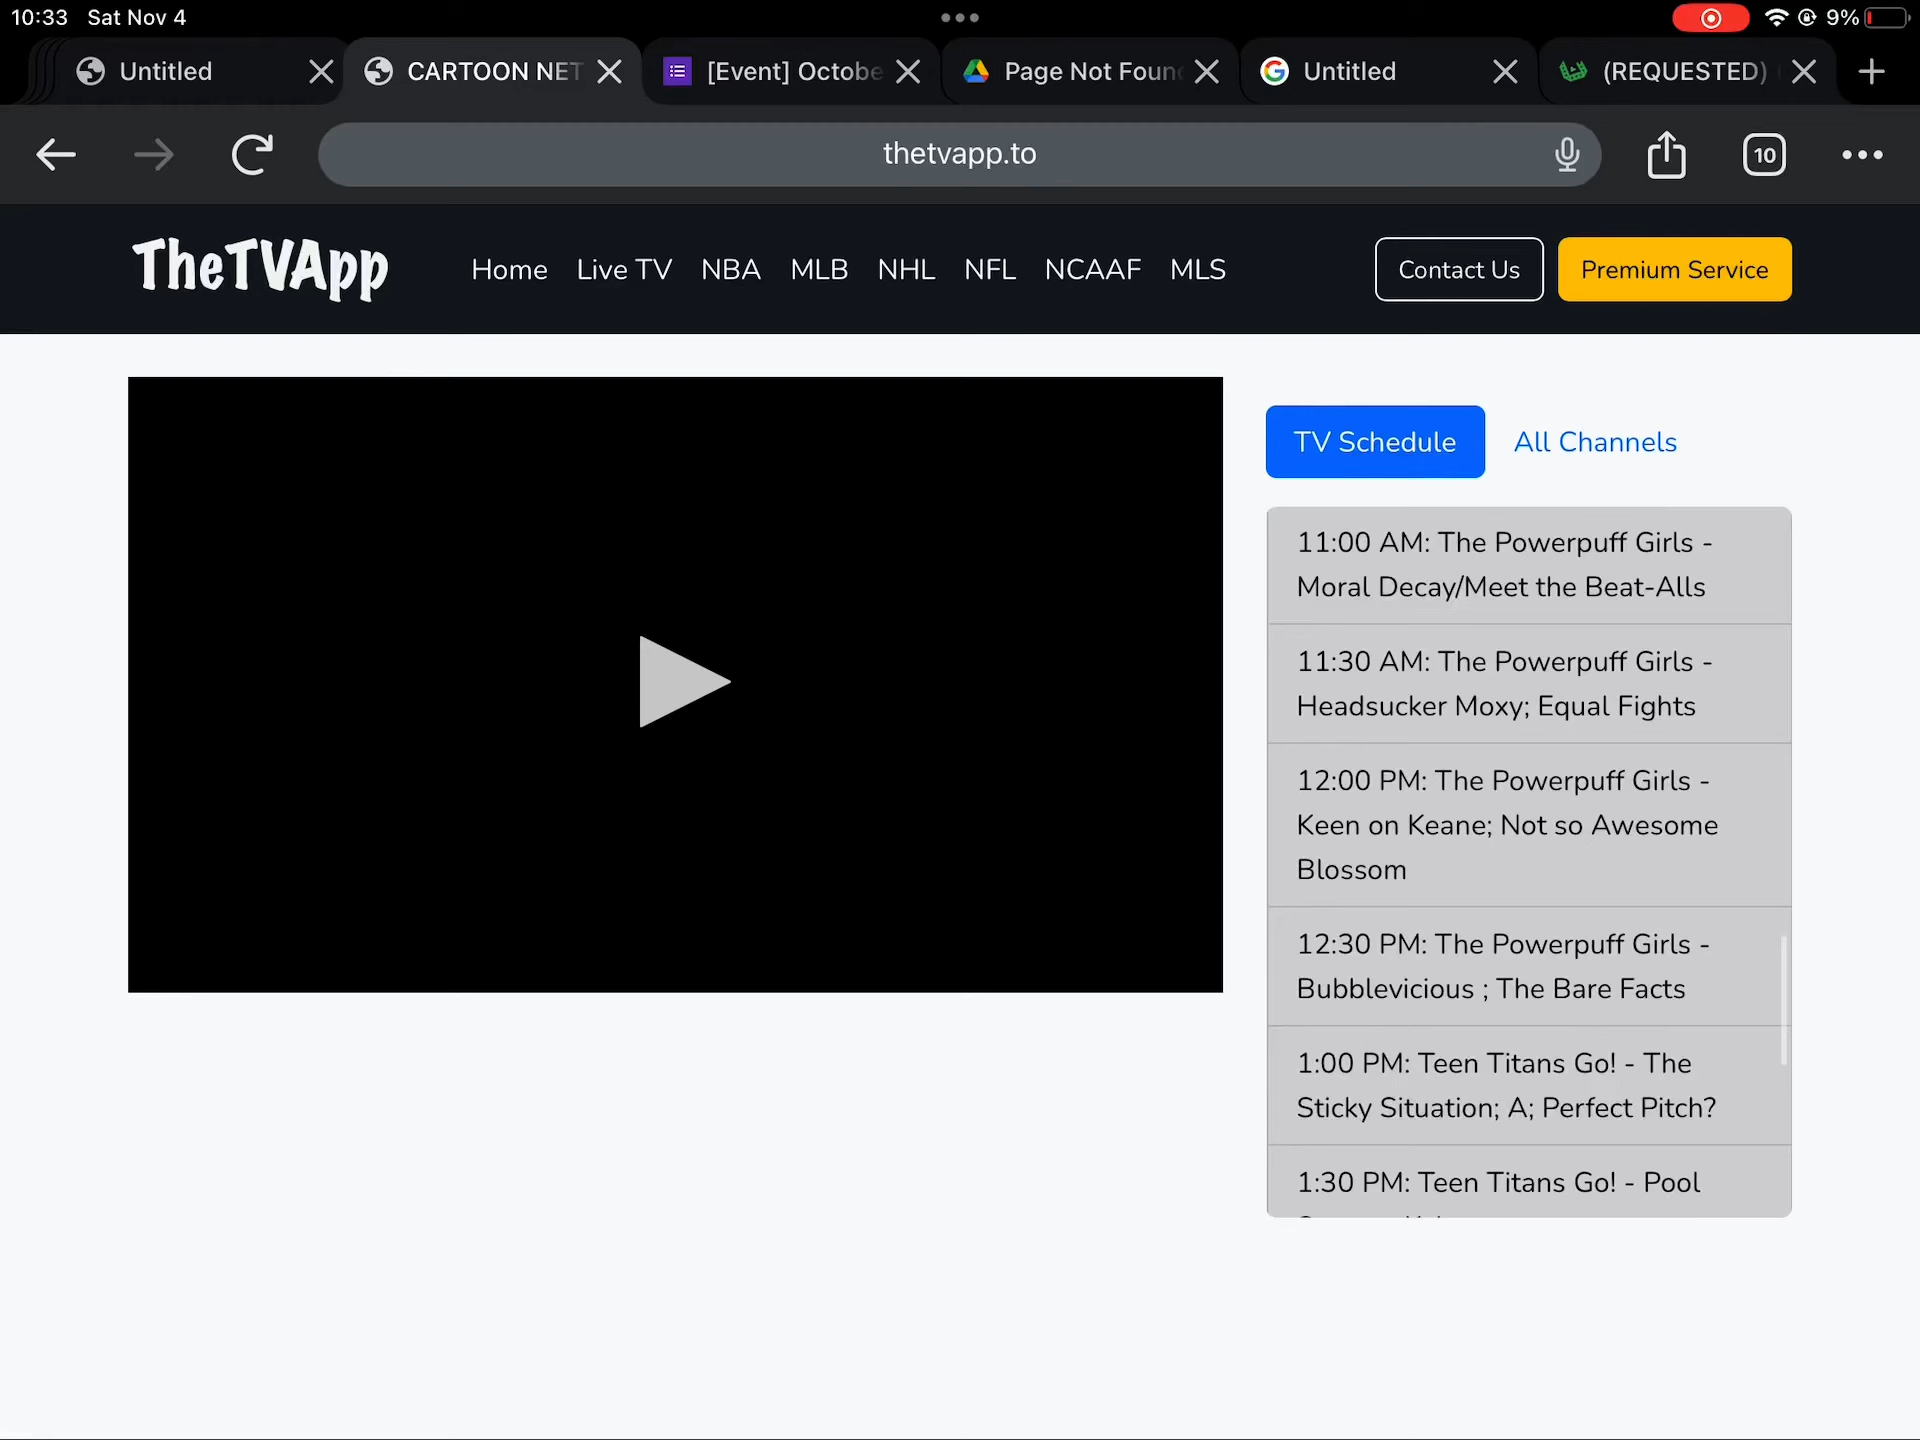 10:33 Sat Nov 4
9%
Untitled
CARTOON NET
[Event] Octobe
Page Not Foun
Untitled
(REQUESTED)
thetvapp.to
10
TheTVApp
Home Live TV NBA MLB NHL NFL NCAAF MLS
Contact Us
Premium Service
TV Schedule
All Channels
11:00 AM: The Powerpuff Girls -
Moral Decay/Meet the Beat-Alls
11:30 AM: The Powerpuff Girls -
Headsucker Moxy; Equal Fights
12:00 PM: The Powerpuff Girls -
Keen on Keane; Not so Awesome
Blossom
12:30 PM: The Powerpuff Girls -
Bubblevicious ; The Bare Facts
1:00 PM: Teen Titans Go! - The
Sticky Situation; A; Perfect Pitch?
1:30 PM: Teen Titans Go! - Pool